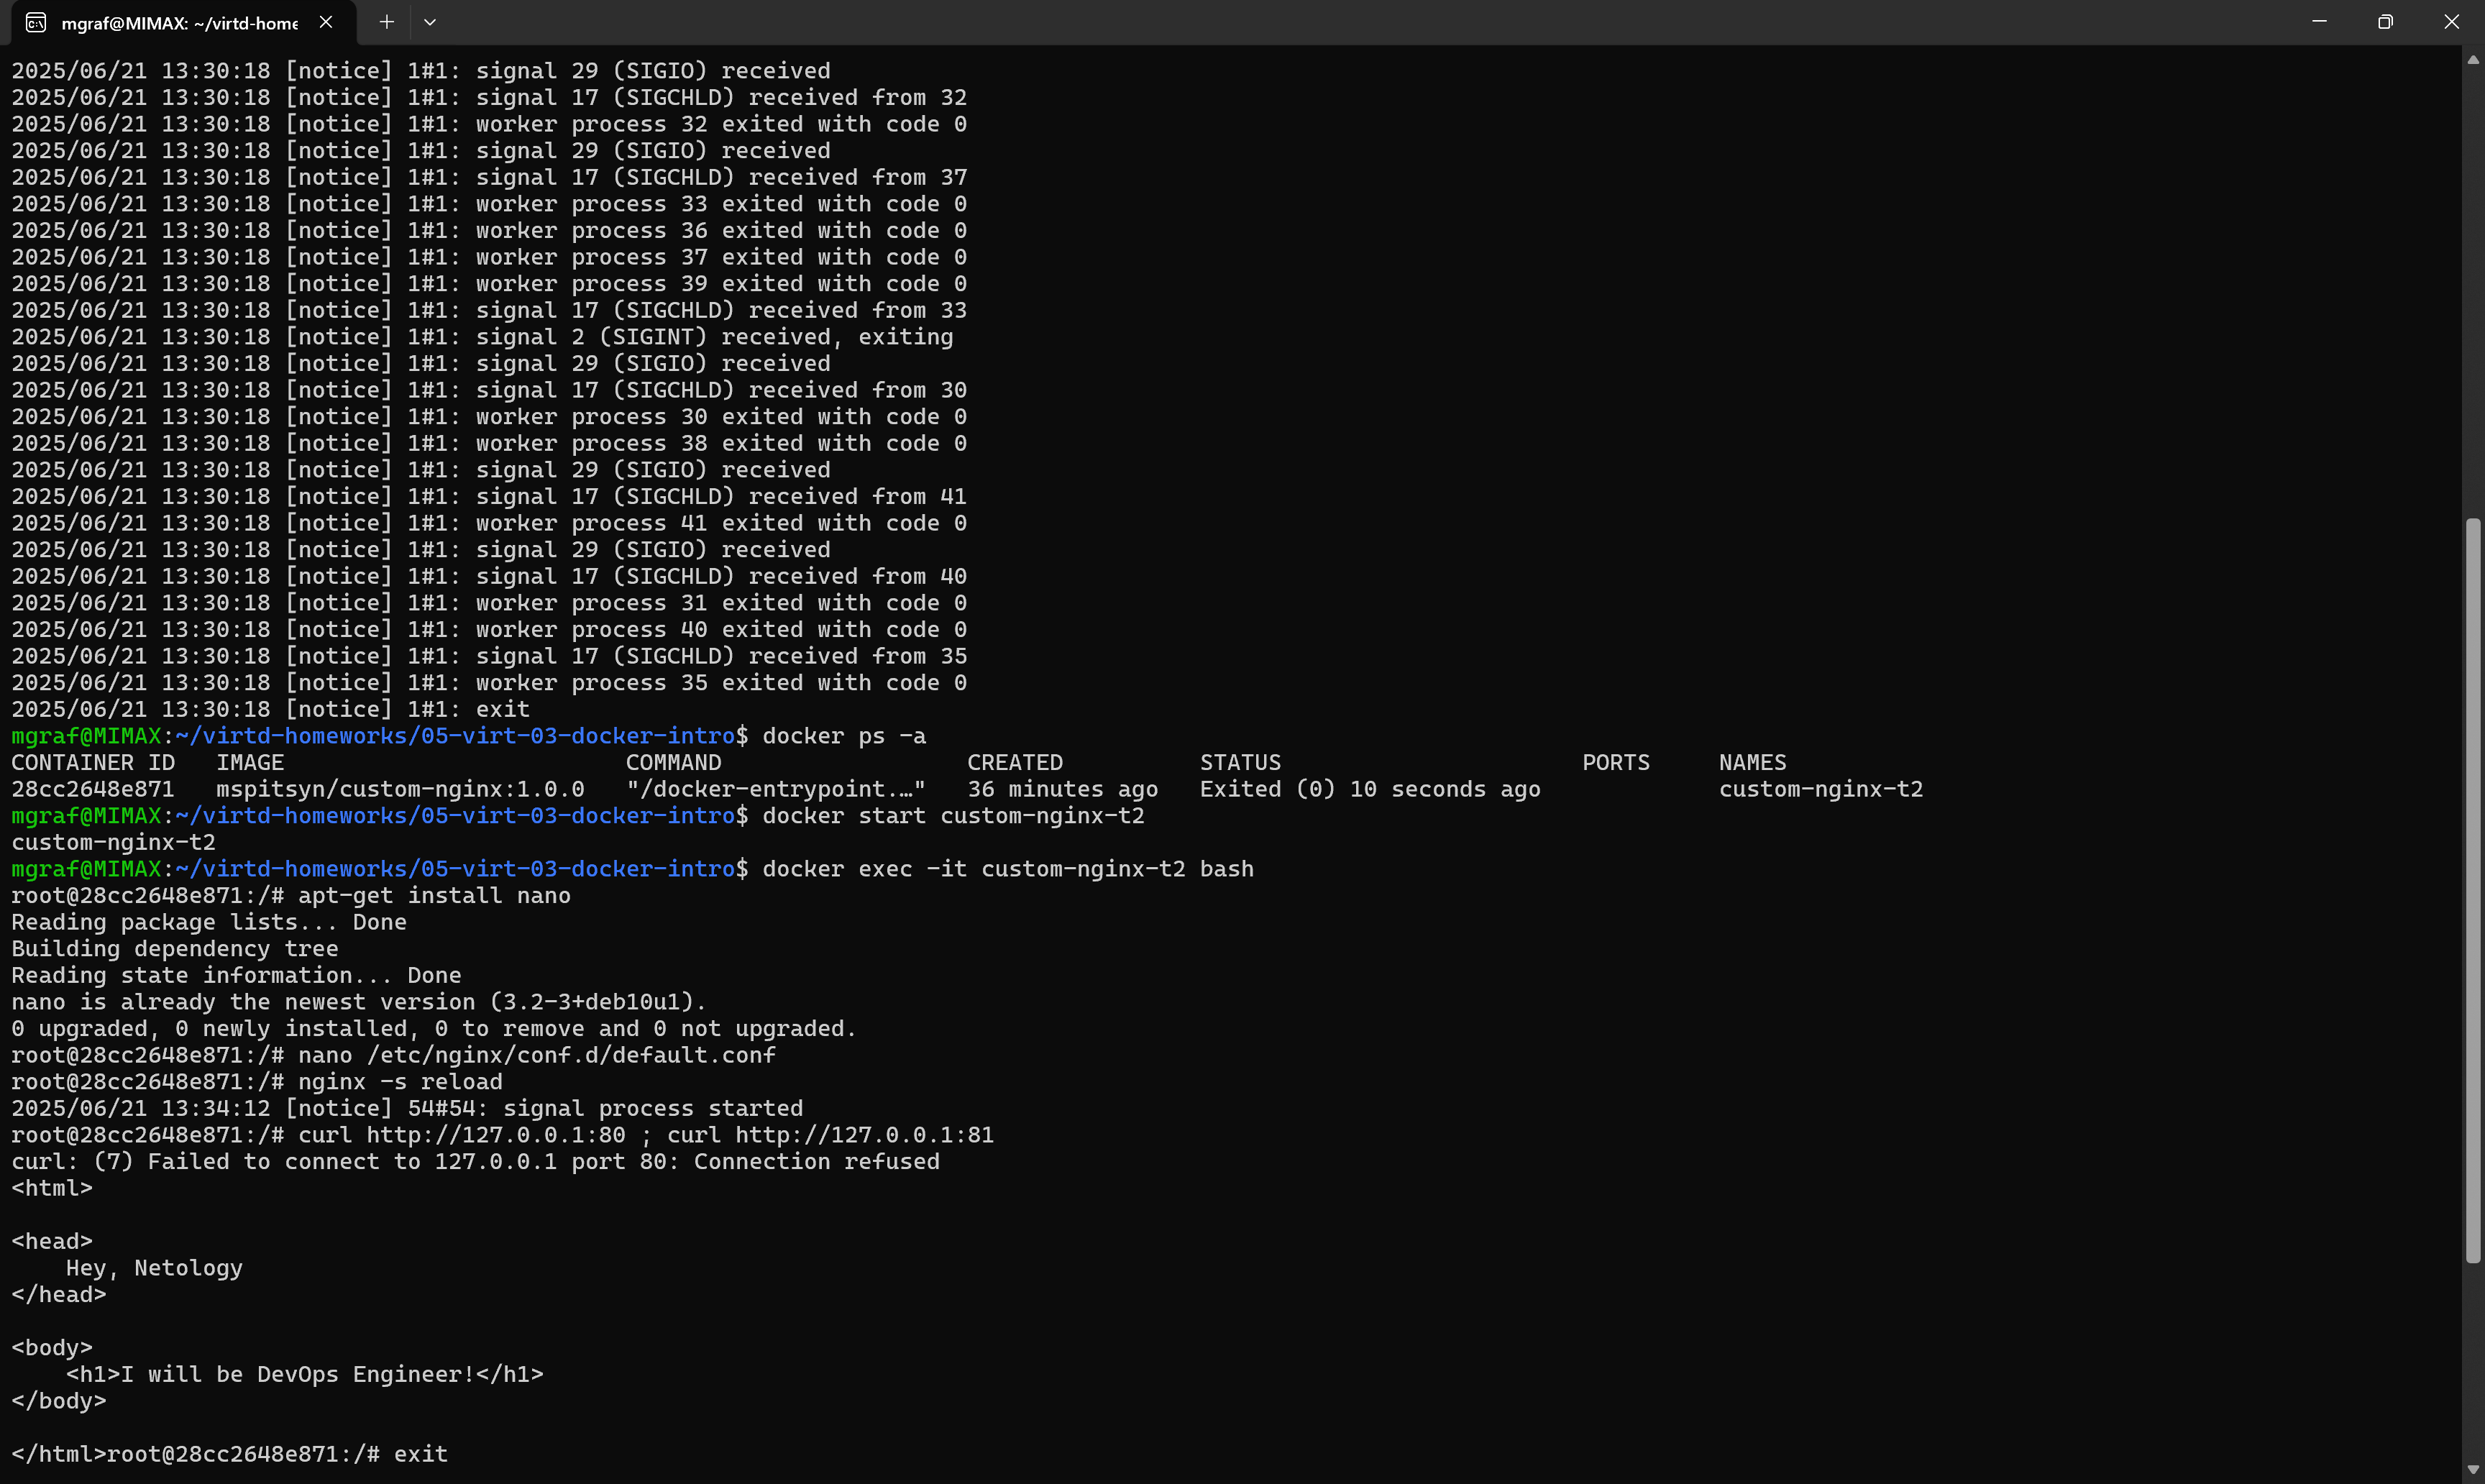 mgraf@MIMAX: ~/virtd-home
2025/06/21 13:30:18 [notice] 1#1: signal 29 (SIGIO) received
2025/06/21 13:30:18 [notice] 1#1: signal 17 (SIGCHLD) received from 32
2025/06/21 13:30:18 [notice] 1#1: worker process 32 exited with code 0
2025/06/21 13:30:18 [notice] 1#1: signal 29 (SIGIO) received
2025/06/21 13:30:18 [notice] 1#1: signal 17 (SIGCHLD) received from 37
2025/06/21 13:30:18 [notice] 1#1: worker process 33 exited with code 0
2025/06/21 13:30:18 [notice] 1#1: worker process 36 exited with code 0
2025/06/21 13:30:18 [notice] 1#1: worker process 37 exited with code 0
2025/06/21 13:30:18 [notice] 1#1: worker process 39 exited with code 0
2025/06/21 13:30:18 [notice] 1#1: signal 17 (SIGCHLD) received from 33
2025/06/21 13:30:18 [notice] 1#1: signal 2 (SIGINT) received, exiting
2025/06/21 13:30:18 [notice] 1#1: signal 29 (SIGIO) received
2025/06/21 13:30:18 [notice] 1#1: signal 17 (SIGCHLD) received from 30
2025/06/21 13:30:18 [notice] 1#1: worker process 30 exited with code 0
2025/06/21 13:30:18 [notice] 1#1: worker process 38 exited with code 0
2025/06/21 13:30:18 [notice] 1#1: signal 29 (SIGIO) received
2025/06/21 13:30:18 [notice] 1#1: signal 17 (SIGCHLD) received from 41
2025/06/21 13:30:18 [notice] 1#1: worker process 41 exited with code 0
2025/06/21 13:30:18 [notice] 1#1: signal 29 (SIGIO) received
2025/06/21 13:30:18 [notice] 1#1: signal 17 (SIGCHLD) received from 40
2025/06/21 13:30:18 [notice] 1#1: worker process 31 exited with code 0
2025/06/21 13:30:18 [notice] 1#1: worker process 40 exited with code 0
2025/06/21 13:30:18 [notice] 1#1: signal 17 (SIGCHLD) received from 35
2025/06/21 13:30:18 [notice] 1#1: worker process 35 exited with code 0
2025/06/21 13:30:18 [notice] 1#1: exit
mgraf@MIMAX:~/virtd-homeworks/05-virt-03-docker-intro$ docker ps -a
CONTAINER ID   IMAGE                         COMMAND                  CREATED          STATUS                      PORTS     NAMES
28cc2648e871   mspitsyn/custom-nginx:1.0.0   "/docker-entrypoint.…"   36 minutes ago   Exited (0) 10 seconds ago             custom-nginx-t2
mgraf@MIMAX:~/virtd-homeworks/05-virt-03-docker-intro$ docker start custom-nginx-t2
custom-nginx-t2
mgraf@MIMAX:~/virtd-homeworks/05-virt-03-docker-intro$ docker exec -it custom-nginx-t2 bash
root@28cc2648e871:/# apt-get install nano
Reading package lists... Done
Building dependency tree
Reading state information... Done
nano is already the newest version (3.2-3+deb10u1).
0 upgraded, 0 newly installed, 0 to remove and 0 not upgraded.
root@28cc2648e871:/# nano /etc/nginx/conf.d/default.conf
root@28cc2648e871:/# nginx -s reload
2025/06/21 13:34:12 [notice] 54#54: signal process started
root@28cc2648e871:/# curl http://127.0.0.1:80 ; curl http://127.0.0.1:81
curl: (7) Failed to connect to 127.0.0.1 port 80: Connection refused
<html>
<head>
    Hey, Netology
</head>
<body>
    <h1>I will be DevOps Engineer!</h1>
</body>
</html>root@28cc2648e871:/# exit